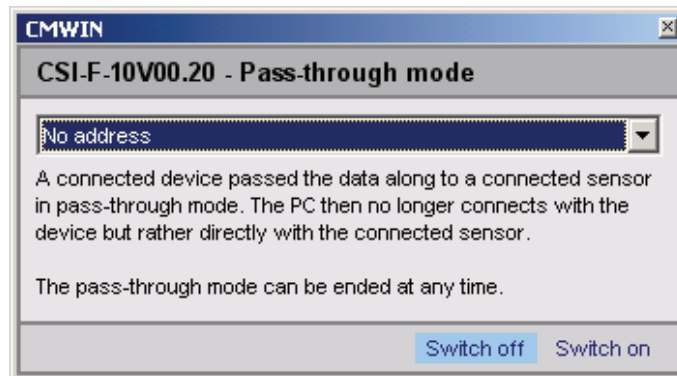 CMWIN
CSI-F-10V00.20 - Pass-through mode
No address
A connected device passed the data along to a connected sensor
in pass-through mode. The PC then no longer connects with the
device but rather directly with the connected sensor.
The pass-through mode can be ended at any time.
Switch off Switch on